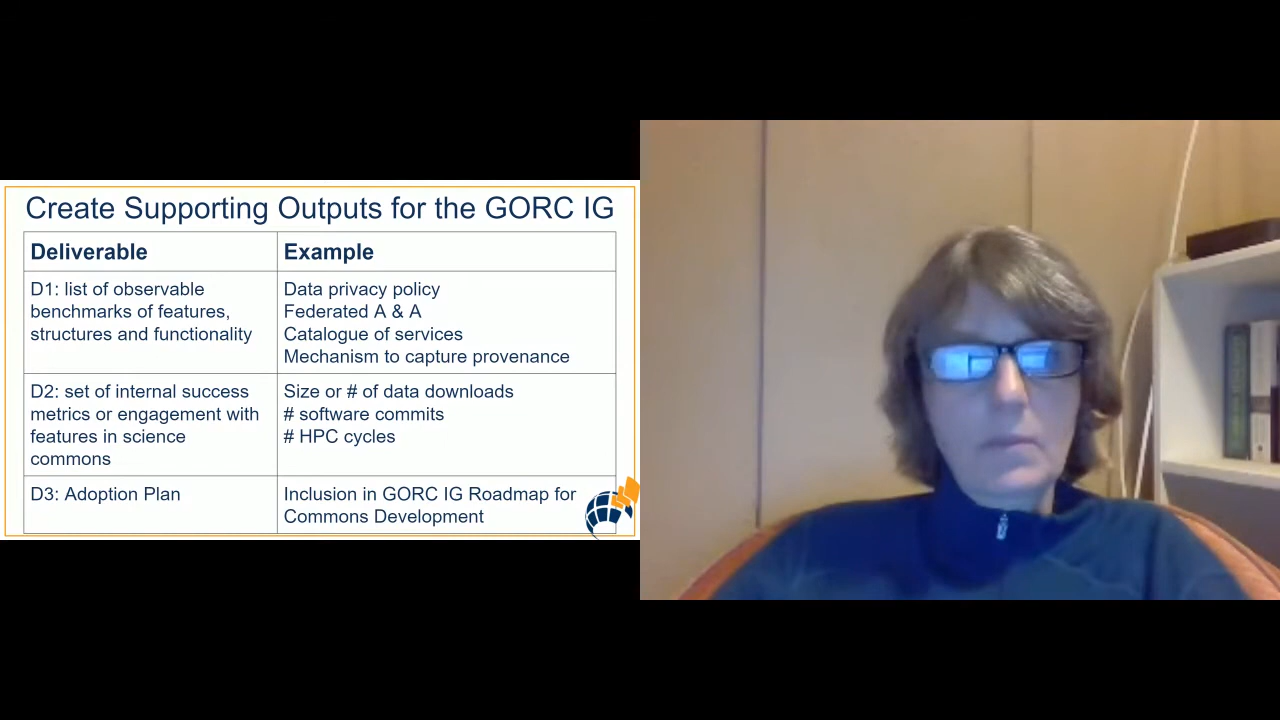 Create Supporting Outputs for the GORC IG
Deliverable
Example
D1: list of observable
benchmarks of features,
structures and functionality
Data privacy policy
Federated A & A
Catalogue of services
Mechanism to capture provenance
D2: set of internal success
metrics or engagement with
features in science
commons
Size or # of data downloads
# software commits
# HPC cycles
D3: Adoption Plan
Inclusion in GORC IG Roadmap for
Commons Development